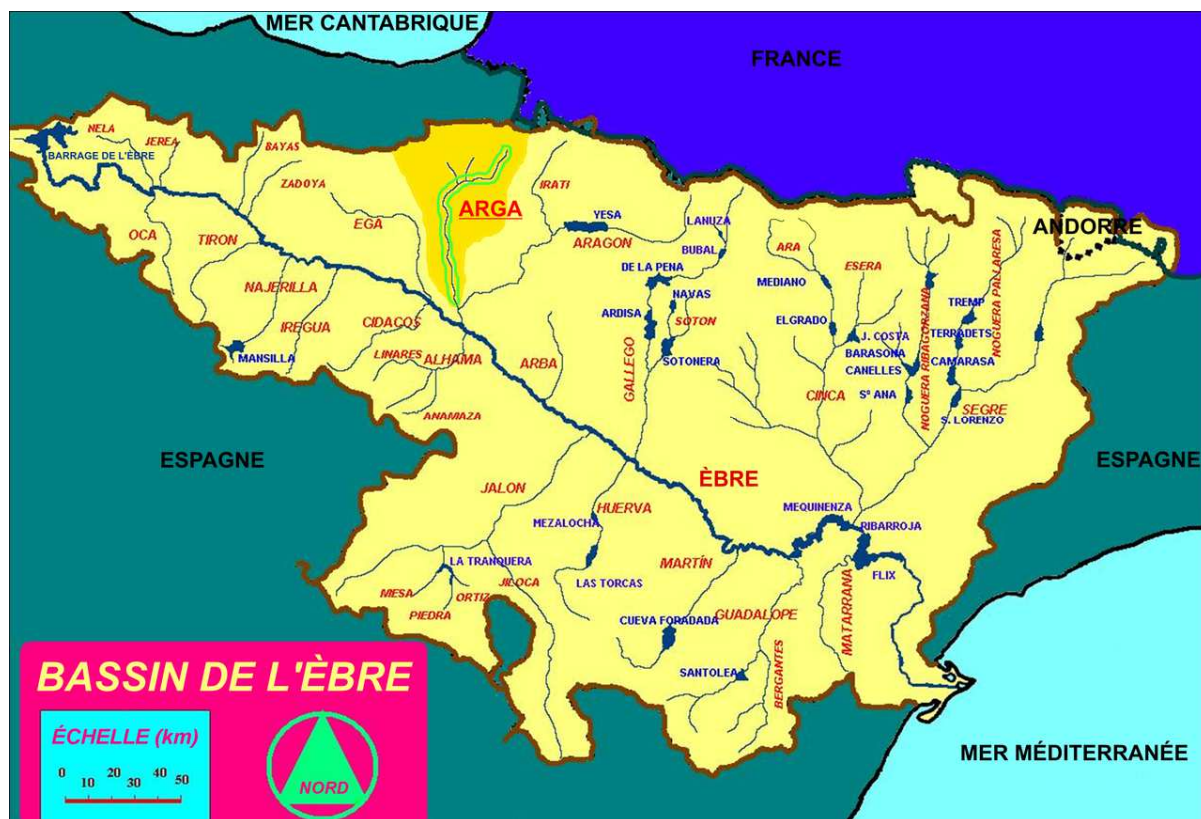 MER CANTABRIQUE
FRANCE
NELA
JEREA
BAYAS
BARRAGE DE L'ÈBRE
ZADOYA
IRATI
ARGA
EGA
YESA
LANUZA
ANDORRE
OCA
TIRON
ARAGON
BUBAL
ARA
ESERA
NOGUERA PALLARESA
DE LA PENA
MEDIANO
NAJERILLA
NAVAS
TREMP
NOGUERA RIBAGORZANA
ARDISA
SOTON
ELGRADO
J. COSTA
TERRADETS
IREGUA
CIDACOS
MANSILLA
LINARES
ALHAMA
ARBA
GALLEGO
SOTONERA
BARASONA
CANELLES
CAMARASA
CINCA
Sª ANA
SEGRE
S. LORENZO
ANAMAZA
ESPAGNE
ESPAGNE
ÈBRE
JALON
HUERVA
MEQUINENZA
MEZALOCHA
RIBARROJA
LA TRANQUERA
MARTÍN
FLIX
JILOCA
LAS TORCAS
MESA
ORTIZ
PIEDRA
CUEVA FORADADA
GUADALOPE
MATARRANA
SANTOLEA
BERGANTES
BASSIN DE L'ÈBRE
ÉCHELLE (km)
0 20 40
10 30 50
NORD
MER MÉDITERRANÉE